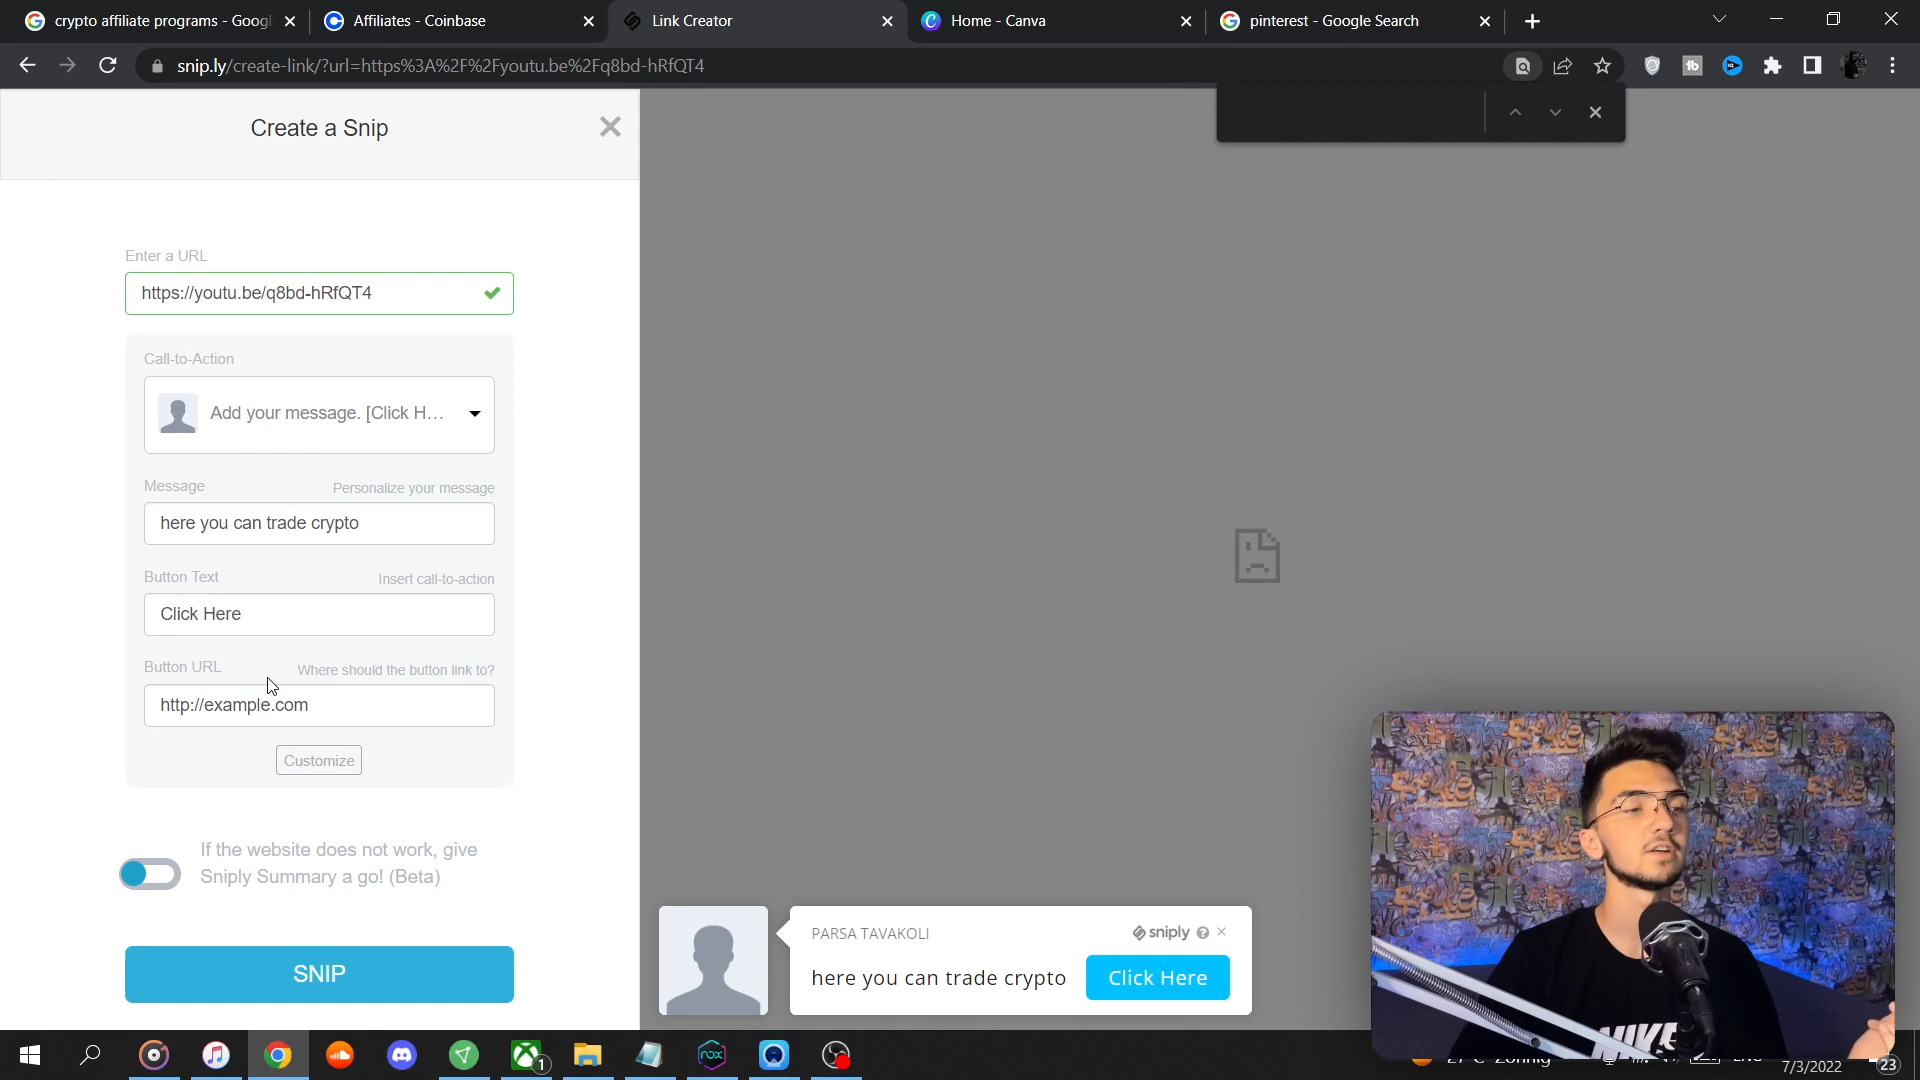 crypto affiliate programs - Googl
Affiliates - Coinbase
Link Creator
Home - Canva
pinterest - Google Search
snip.ly/create-link/?url=https%3A%2F%2Fyoutu.be%2Fq8bd-hRfQT4
Create a Snip
Enter a URL
https://youtu.be/q8bd-hRfQT4
Call-to-Action
Add your message. [Click H...
Message Personalize your message
here you can trade crypto
Button Text Insert call-to-action
Click Here
Button URL Where should the button link to?
http://example.com
Customize
If the website does not work, give
Sniply Summary a go! (Beta)
SNIP
PARSA TAVAKOLI
sniply
here you can trade crypto
Click Here
NIKE
nox
1
27°C
7/3/2022
23